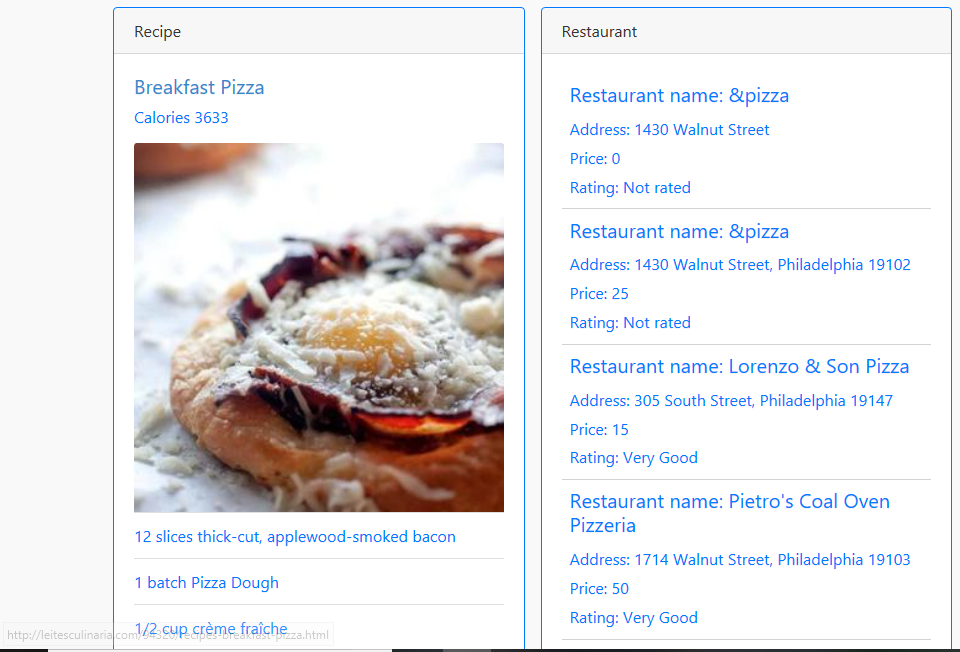 Recipe
Breakfast Pizza
Calories 3633
12 slices thick-cut, applewood-smoked bacon
1 batch Pizza Dough
1/2 cup crème fraîche
http://leitesculinaria.com/94320/recipes-breakfast-pizza.html
Restaurant
Restaurant name: &pizza
Address: 1430 Walnut Street
Price: 0
Rating: Not rated
Restaurant name: &pizza
Address: 1430 Walnut Street, Philadelphia 19102
Price: 25
Rating: Not rated
Restaurant name: Lorenzo & Son Pizza
Address: 305 South Street, Philadelphia 19147
Price: 15
Rating: Very Good
Restaurant name: Pietro's Coal Oven
Pizzeria
Address: 1714 Walnut Street, Philadelphia 19103
Price: 50
Rating: Very Good